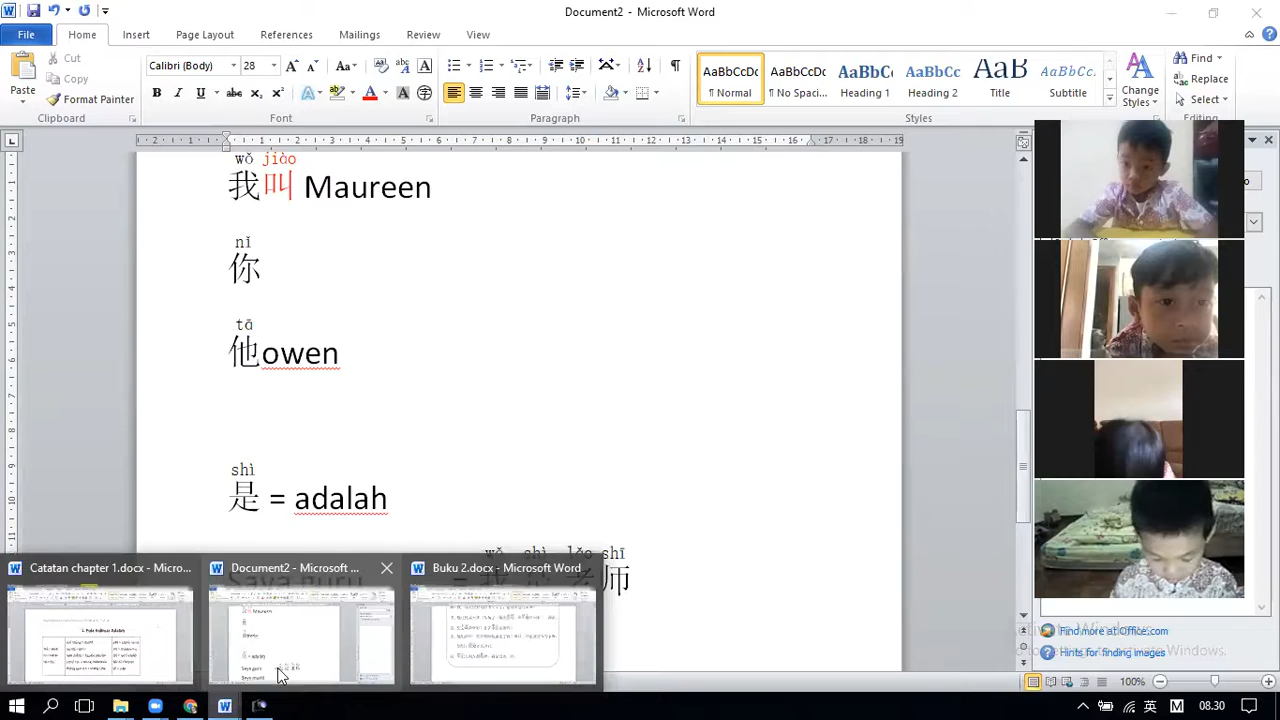 Document2 - Microsoft Word
File Home Insert Page Layout References Mailings Review View
Cut
Copy
Format Painter
Paste
Clipboard
Calibri (Body) 28
Font
Paragraph
AaBbCcDc AaBbCcDc AaBbC AaBbCc AaB AaBbCc.
¶ Normal ¶ No Spaci... Heading 1 Heading 2 Title Subtitle
Styles
Change Styles
Find
Replace
Select
Editing
wǒ jiào
我叫 Maureen
nǐ
你
tā
他owen
shì
是 = adalah
wǒ shì lǎo shī
Saya guru = 我是老师
Catatan chapter 1.docx - Micro...
Document2 - Microsoft ...
Buku 2.docx - Microsoft Word
Find more at Office.com
Hints for finding images
100%
英
M
08.30